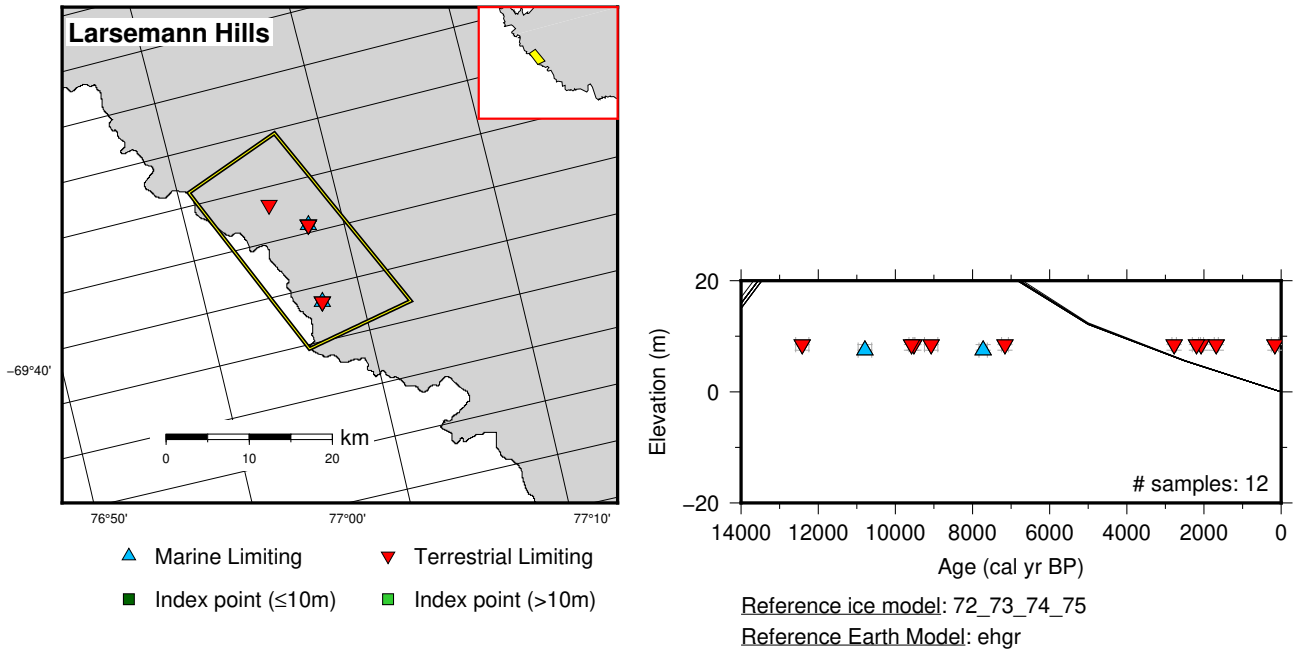 Larsemann Hills
−69°40'
km
0 10 20
76°50' 77°00' 77°10'
Marine Limiting
Terrestrial Limiting
Index point (≤10m)
Index point (>10m)
20
0
−20
Elevation (m)
# samples: 12
14000 12000 10000 8000 6000 4000 2000 0
Age (cal yr BP)
Reference ice model: 72_73_74_75
Reference Earth Model: ehgr